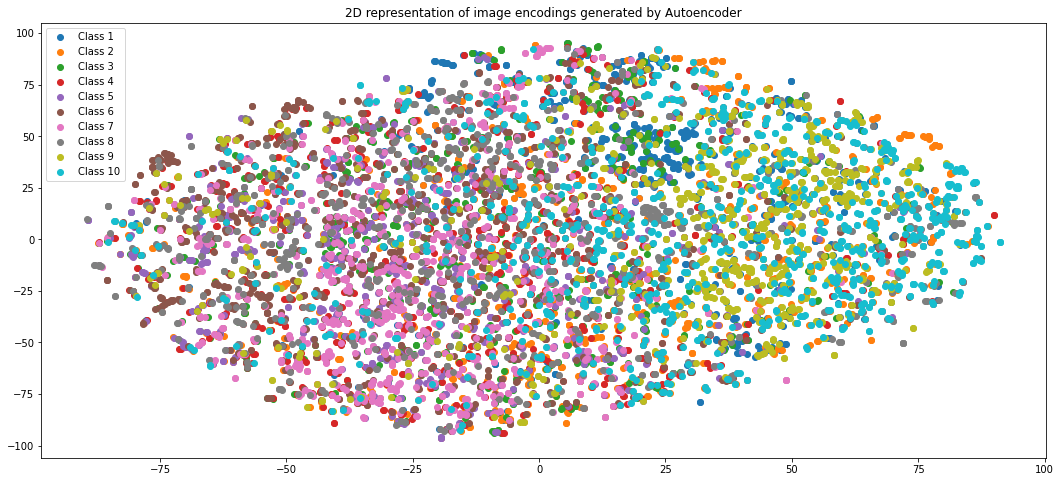 2D representation of image encodings generated by Autoencoder
100
75
50
25
0
−25
−50
−75
−100
Class 1
Class 2
Class 3
Class 4
Class 5
Class 6
Class 7
Class 8
Class 9
Class 10
−75 −50 −25 0 25 50 75 100